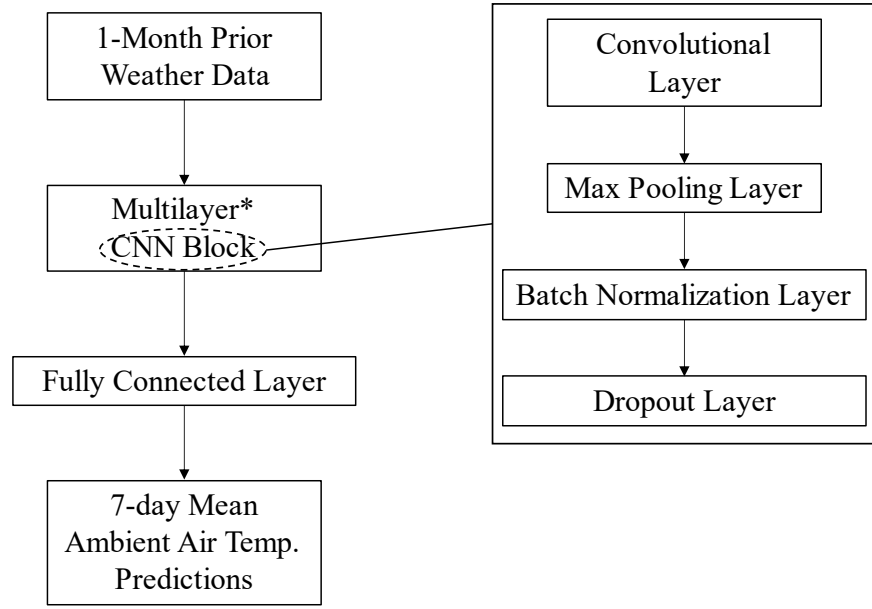 1-Month Prior
Weather Data
Multilayer*
CNN Block
Fully Connected Layer
7-day Mean
Ambient Air Temp.
Predictions
Convolutional
Layer
Max Pooling Layer
Batch Normalization Layer
Dropout Layer